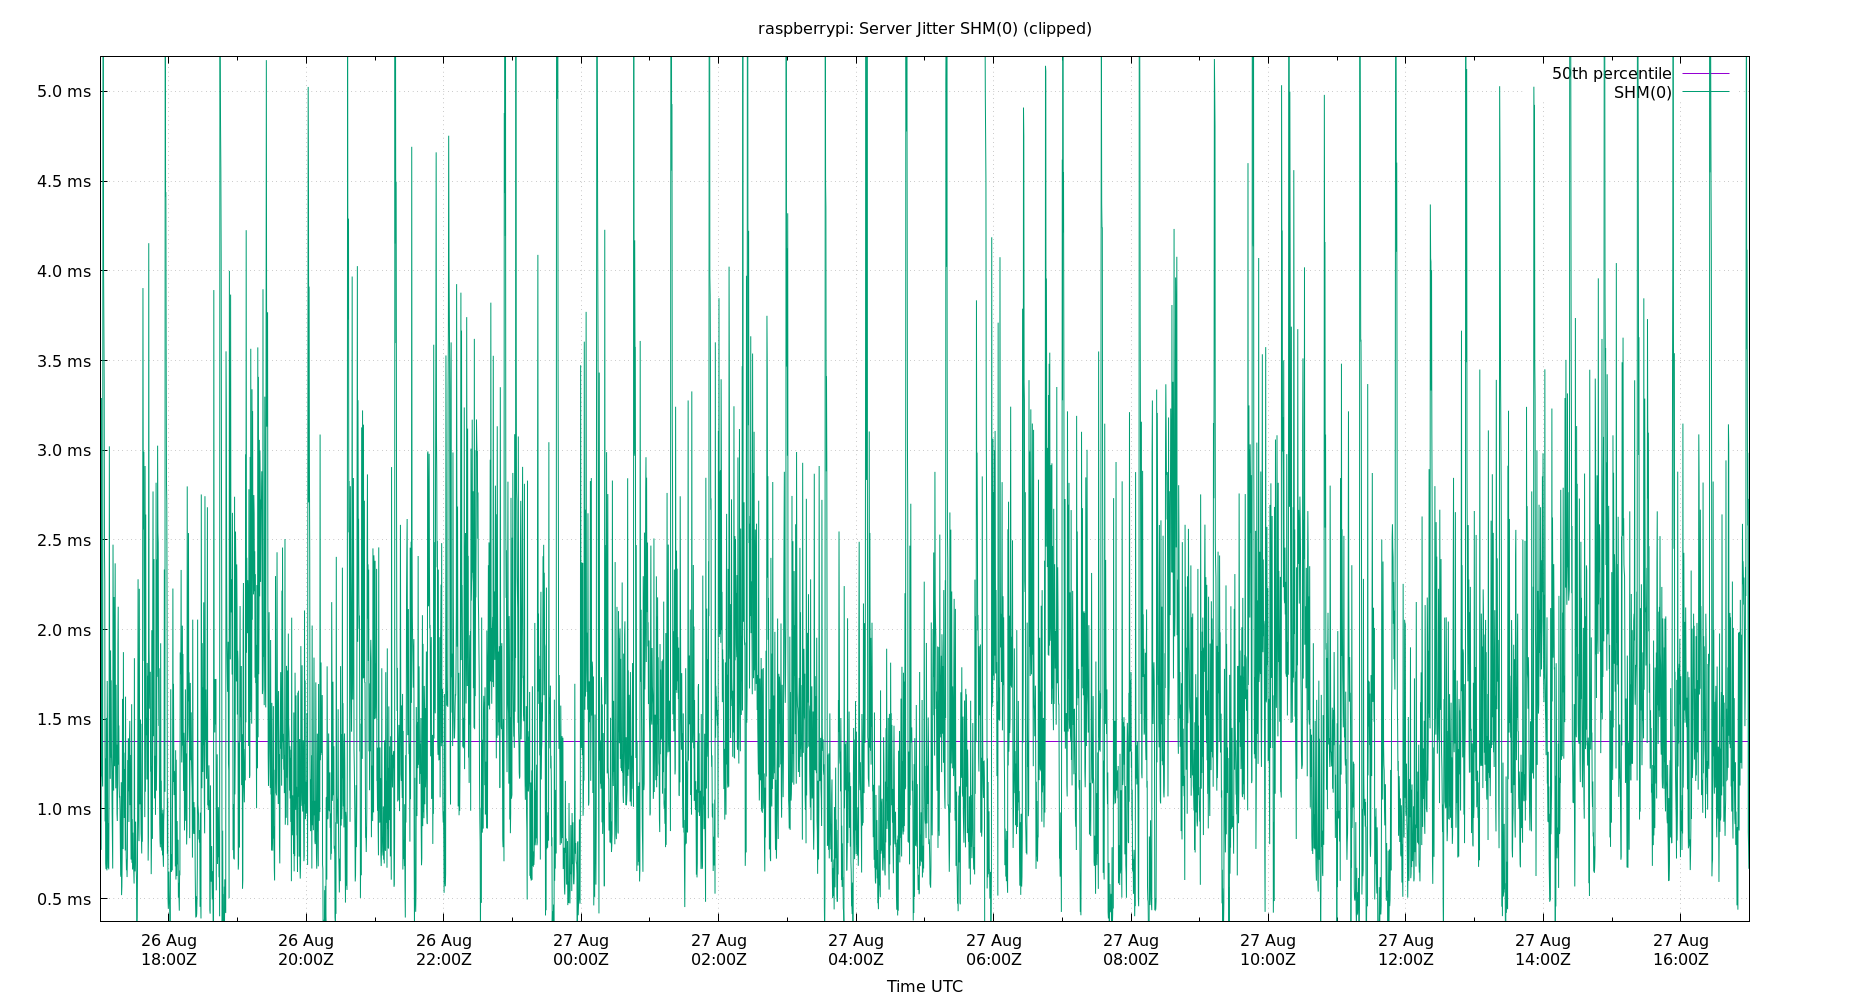 raspberrypi: Server Jitter SHM(0) (clipped)
50th percentile
SHM(0)
5.0 ms
4.5 ms
4.0 ms
3.5 ms
3.0 ms
2.5 ms
2.0 ms
1.5 ms
1.0 ms
0.5 ms
26 Aug 26 Aug 26 Aug 27 Aug 27 Aug 27 Aug 27 Aug 27 Aug 27 Aug 27 Aug 27 Aug 27 Aug
18:00Z 20:00Z 22:00Z 00:00Z 02:00Z 04:00Z 06:00Z 08:00Z 10:00Z 12:00Z 14:00Z 16:00Z
Time UTC